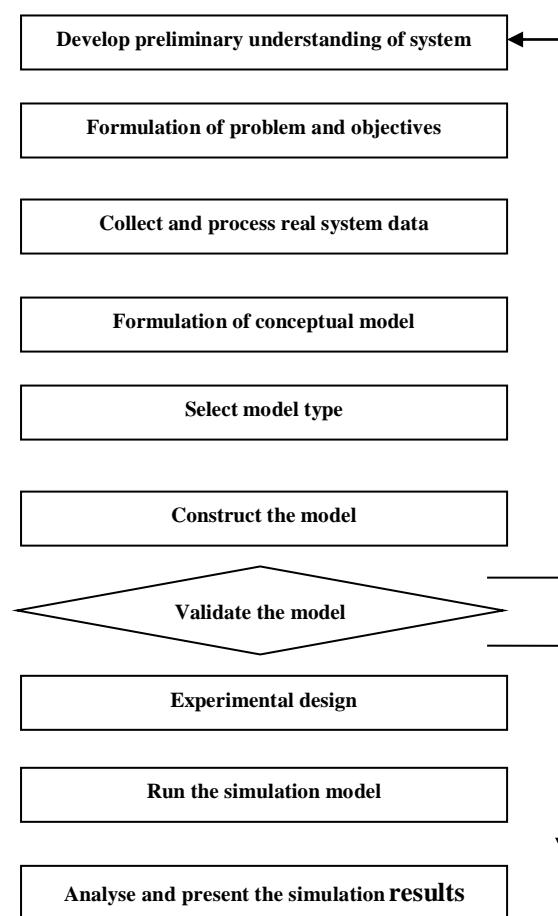 Develop preliminary understanding of system
Formulation of problem and objectives
Collect and process real system data
Formulation of conceptual model
Select model type
Construct the model
Validate the model
Experimental design
Run the simulation model
Analyse and present the simulation results